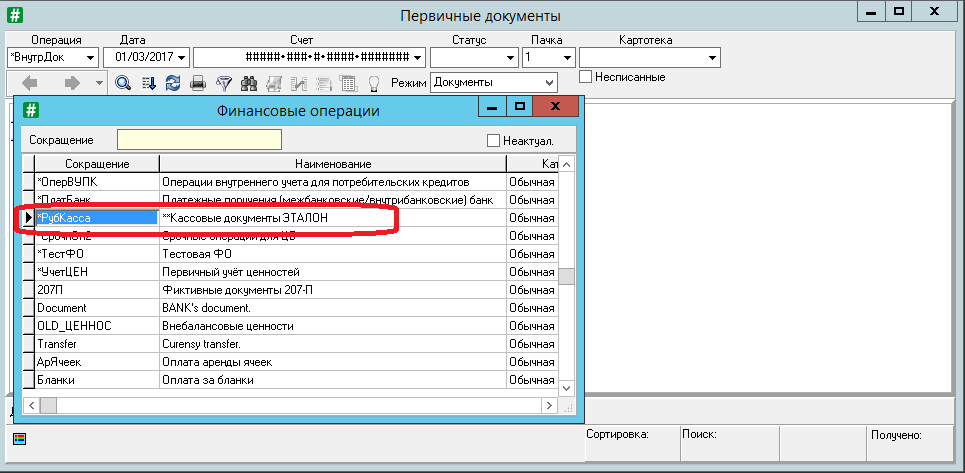 Первичные документы
Операция Дата Счет Статус Пачка Картотека
*ВнутрДок 01/03/2017 #####*###*#*####*####### 1
Режим Документы Несписанные
Финансовые операции
Сокращение Неактуал.
Сокращение Наименование Кат
*ОперВУПК Операции внутреннего учета для потребительских кредитов Обычная
*ПлатБанк Платежные поручения (межбанковские/внутрибанковские) банк Обычная
*РубКасса **Кассовые документы ЭТАЛОН Обычная
*СрочОп2 Срочные операции для ЦБ Обычная
*ТестФО Тестовая ФО Обычная
*УчетЦЕН Первичный учёт ценностей Обычная
207П Фиктивные документы 207-П Обычная
Document BANK's document. Обычная
OLD_ЦЕННОС Внебалансовые ценности Обычная
Transfer Curensy transfer. Обычная
АрЯчеек Оплата аренды ячеек Обычная
Бланки Оплата за бланки Обычная
Сортировка: Поиск: Получено: